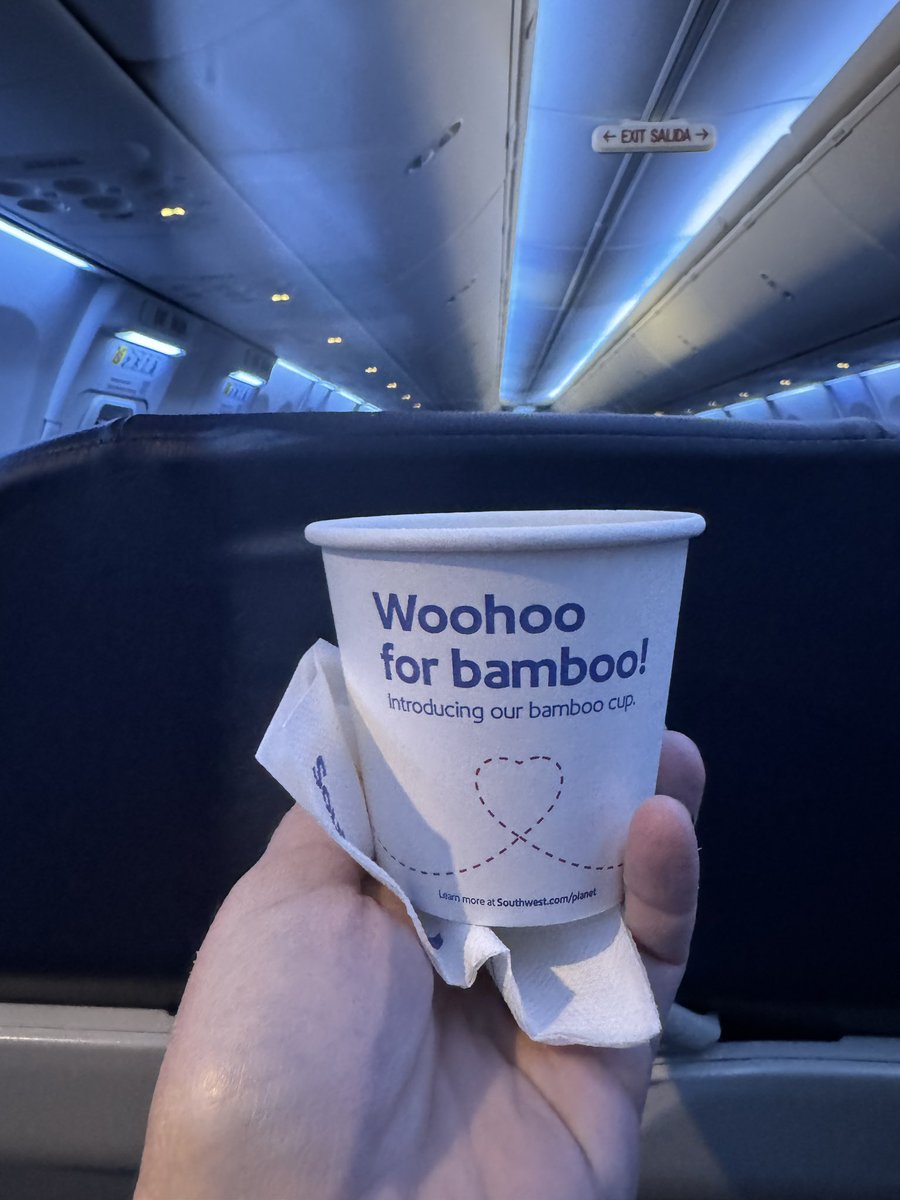 ← EXIT SALIDA →
Woohoo
for bamboo!
Introducing our bamboo cup.
Learn more at Southwest.com/planet